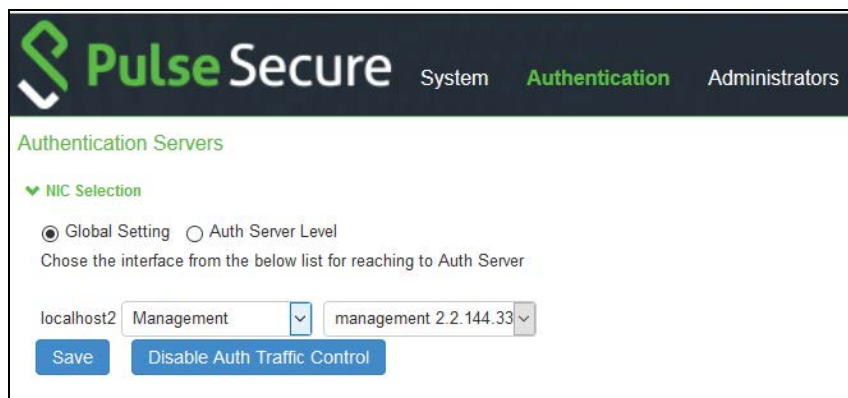 Pulse Secure System Authentication Administrators
Authentication Servers
NIC Selection
Global Setting Auth Server Level
Chose the interface from the below list for reaching to Auth Server
localhost2 Management management 2.2.144.33
Save Disable Auth Traffic Control